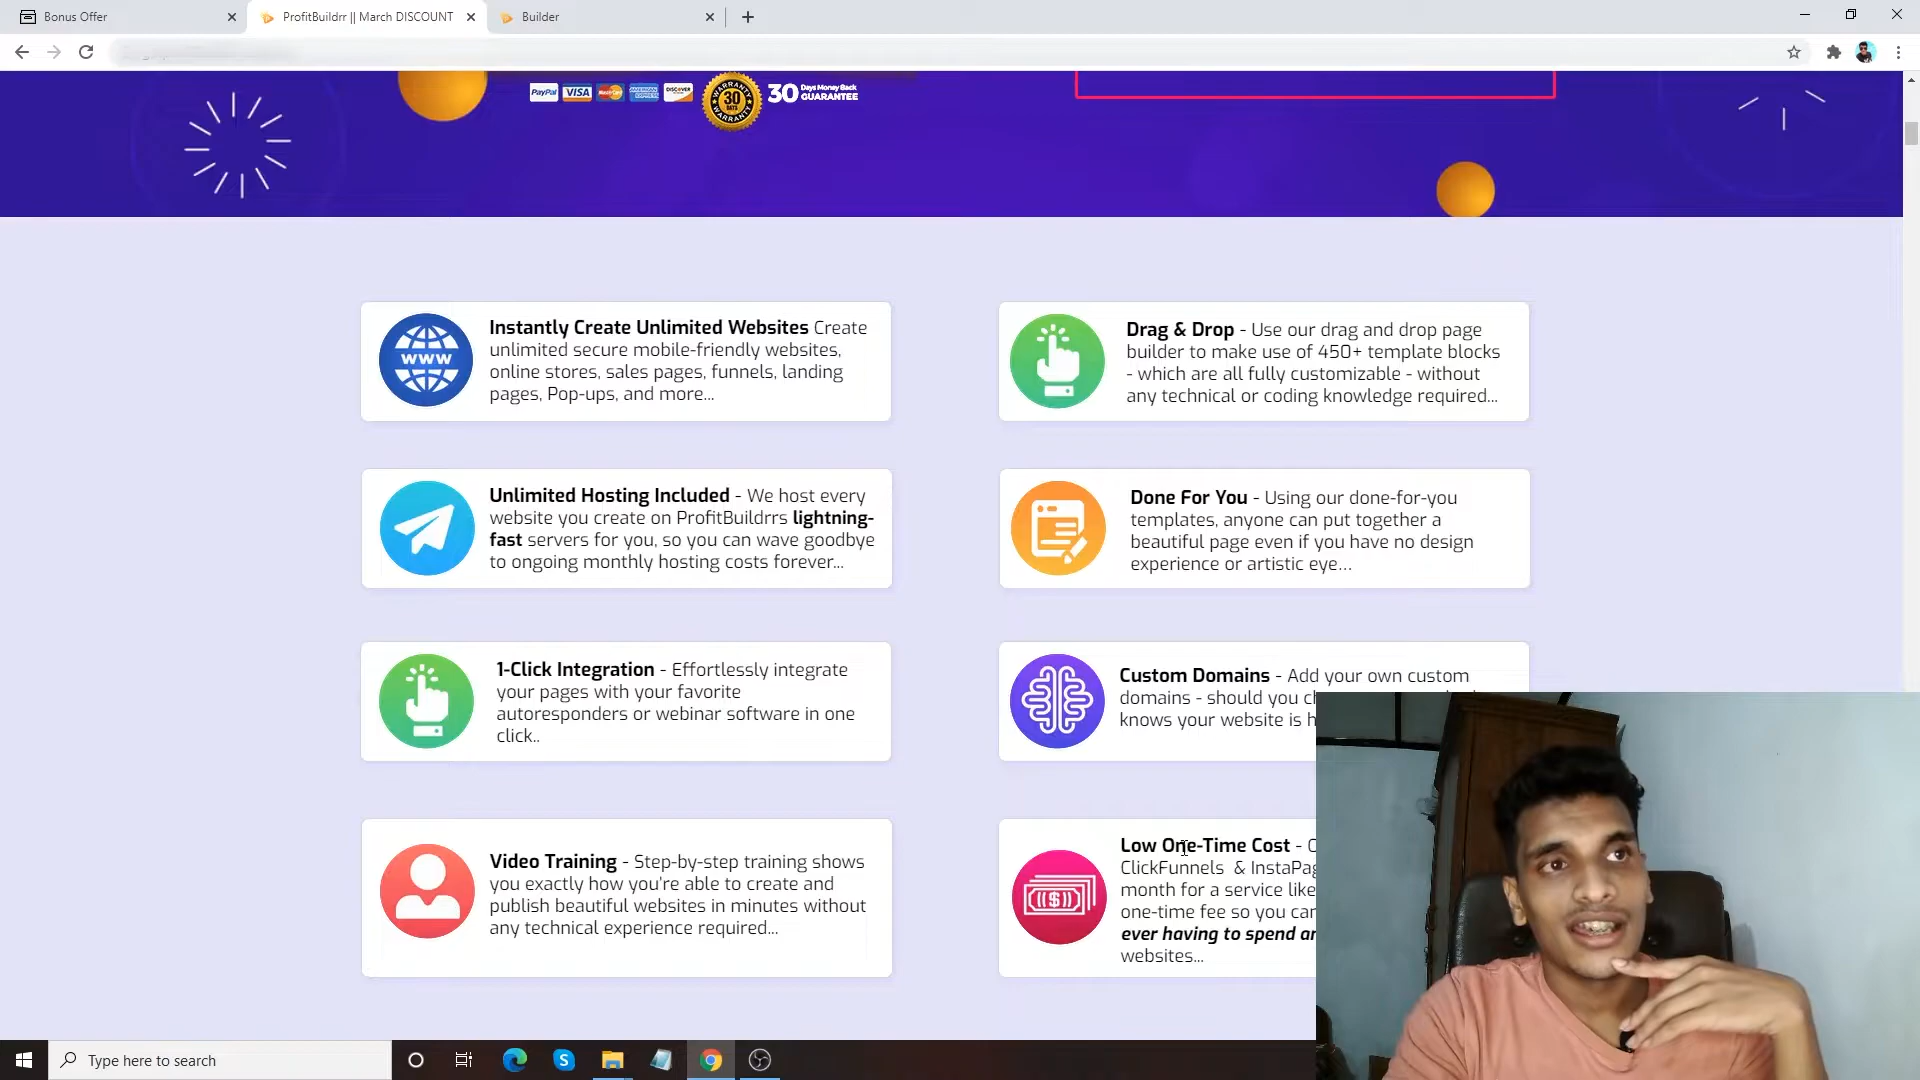 Bonus Offer
ProfitBuildrr || March DISCOUNT
Builder
PayPal VISA MasterCard AMERICAN EXPRESS DISCOVER
WARRANTY 30 DAYS WARRANTY
30 Days Money Back GUARANTEE
Instantly Create Unlimited Websites Create
unlimited secure mobile-friendly websites,
online stores, sales pages, funnels, landing
pages, Pop-ups, and more...
Drag & Drop - Use our drag and drop page
builder to make use of 450+ template blocks
- which are all fully customizable - without
any technical or coding knowledge required...
Unlimited Hosting Included - We host every
website you create on ProfitBuildrrs lightning-
fast servers for you, so you can wave goodbye
to ongoing monthly hosting costs forever...
Done For You - Using our done-for-you
templates, anyone can put together a
beautiful page even if you have no design
experience or artistic eye...
1-Click Integration - Effortlessly integrate
your pages with your favorite
autoresponders or webinar software in one
click..
WWW
Custom Domains - Add your own custom
domains - should you
knows your website is
Video Training - Step-by-step training shows
you exactly how you're able to create and
publish beautiful websites in minutes without
any technical experience required...
Low One-Time Cost -
ClickFunnels & InstaPag
month for a service like
one-time fee so you can
ever having to spend
websites...
Type here to search